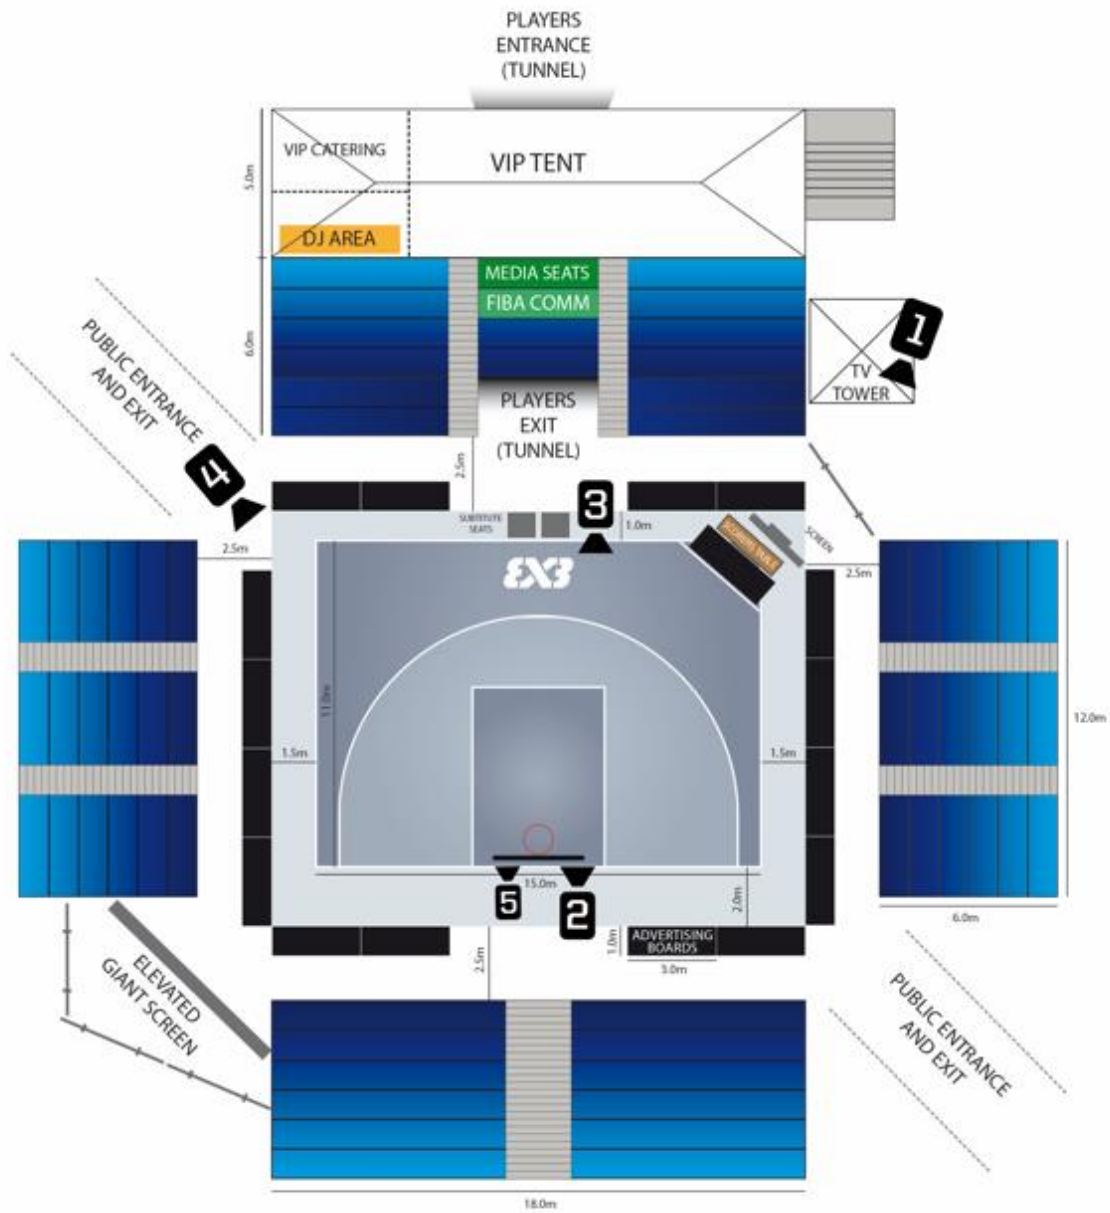 PLAYERS
ENTRANCE
(TUNNEL)
VIP CATERING
VIP TENT
5.0m
DJ AREA
MEDIA SEATS
FIBA COMM
6.0m
PUBLIC ENTRANCE
AND EXIT
1
TV
TOWER
PLAYERS
EXIT
(TUNNEL)
2.5m
4
3
SUBSTITUTE
SEATS
1.0m
SCORERS TABLE
SCREEN
2.5m
2.5m
3X3
11.0m
12.0m
1.5m
1.5m
15.0m
5
2
2.0m
6.0m
ADVERTISING
BOARDS
1.0m
3.0m
2.5m
ELEVATED
GIANT SCREEN
PUBLIC ENTRANCE
AND EXIT
18.0m